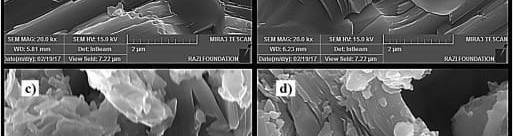 SEM MAG: 20.0 kx SEM HV: 15.0 kV MIRA3 TESCAN
WD: 5.81 mm Det: InBeam 2 µm
Date(m/d/y): 02/19/17 View field: 7.22 µm RAZI FOUNDATION
SEM MAG: 20.0 kx SEM HV: 15.0 kV MIRA3 TESCAN
WD: 6.23 mm Det: InBeam 2 µm
Date(m/d/y): 02/19/17 View field: 7.22 µm RAZI FOUNDATION
c)
d)